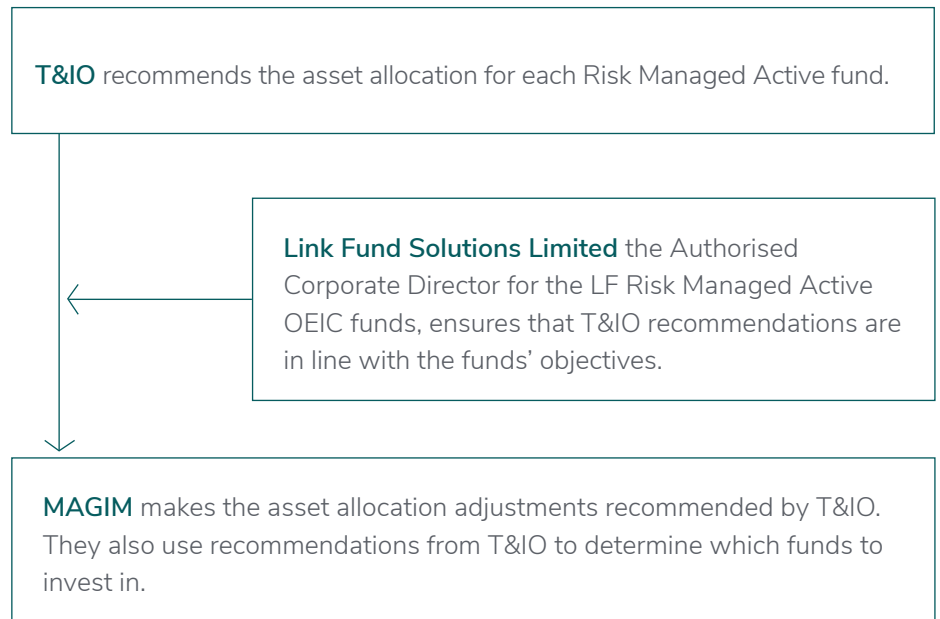 T&IO recommends the asset allocation for each Risk Managed Active fund.
Link Fund Solutions Limited the Authorised
Corporate Director for the LF Risk Managed Active
OEIC funds, ensures that T&IO recommendations are
in line with the funds’ objectives.
MAGIM makes the asset allocation adjustments recommended by T&IO.
They also use recommendations from T&IO to determine which funds to
invest in.